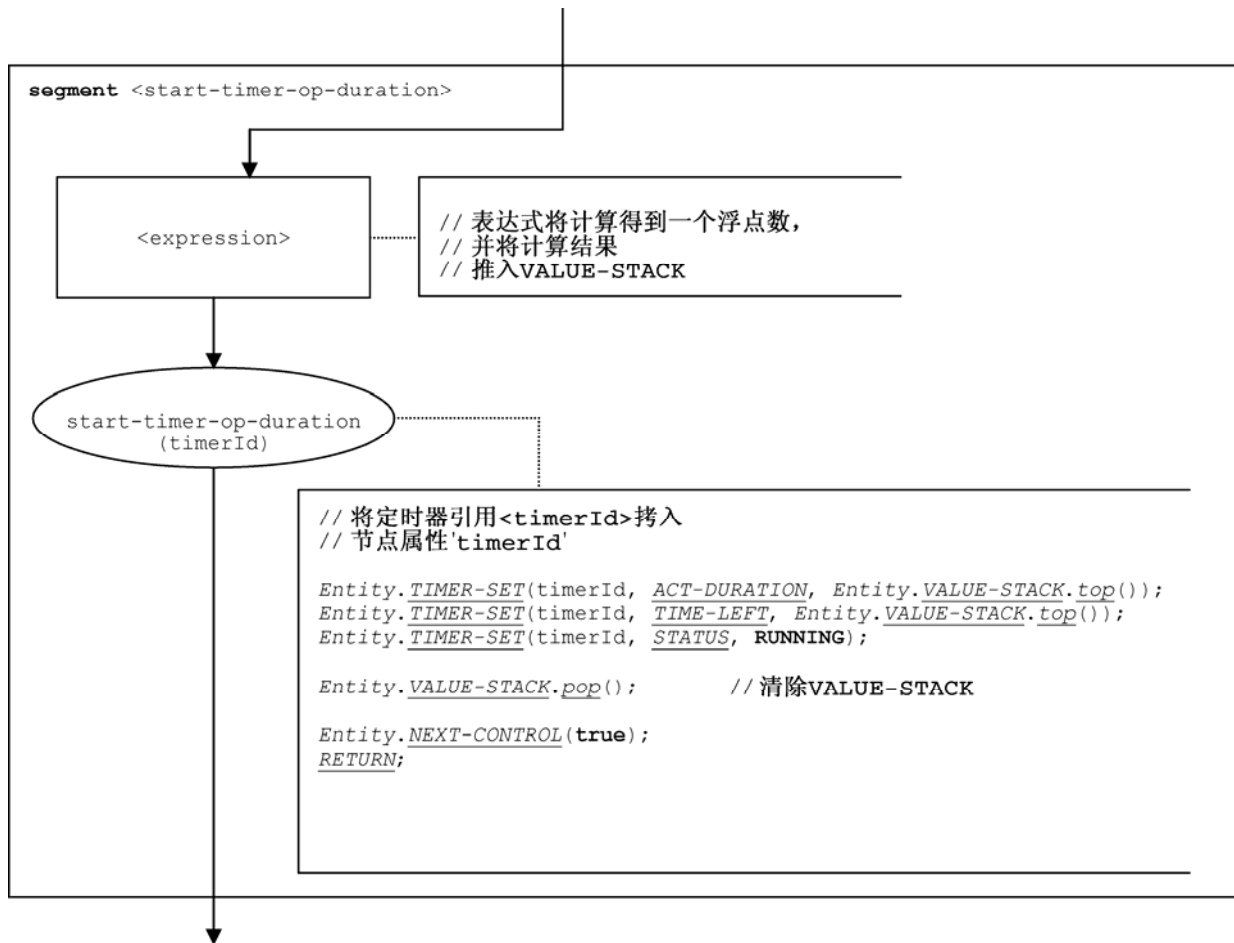 segment <start-timer-op-duration>
<expression>
// 表达式将计算得到一个浮点数，
// 并将计算结果
// 推入VALUE-STACK
start-timer-op-duration
(timerId)
// 将定时器引用<timerId>拷入
// 节点属性'timerId'
Entity.TIMER-SET(timerId, ACT-DURATION, Entity.VALUE-STACK.top());
Entity.TIMER-SET(timerId, TIME-LEFT, Entity.VALUE-STACK.top());
Entity.TIMER-SET(timerId, STATUS, RUNNING);
Entity.VALUE-STACK.pop(); // 清除VALUE-STACK
Entity.NEXT-CONTROL(true);
RETURN;